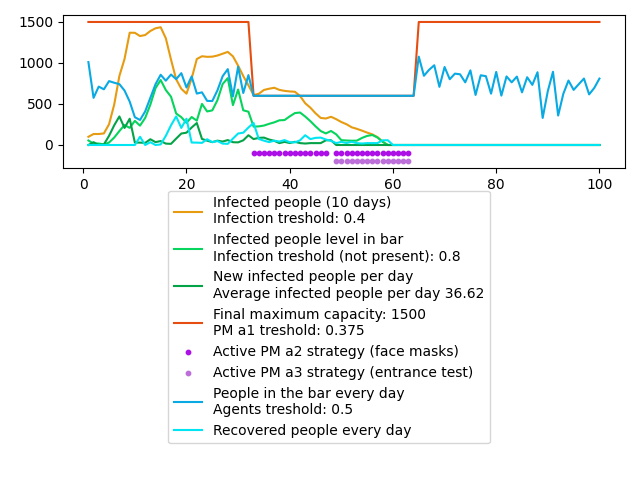 1500
1000
500
0
0 20 40 60 80 100
Infected people (10 days)
Infection treshold: 0.4
Infected people level in bar
Infection treshold (not present): 0.8
New infected people per day
Average infected people per day 36.62
Final maximum capacity: 1500
PM a1 treshold: 0.375
Active PM a2 strategy (face masks)
Active PM a3 strategy (entrance test)
People in the bar every day
Agents treshold: 0.5
Recovered people every day